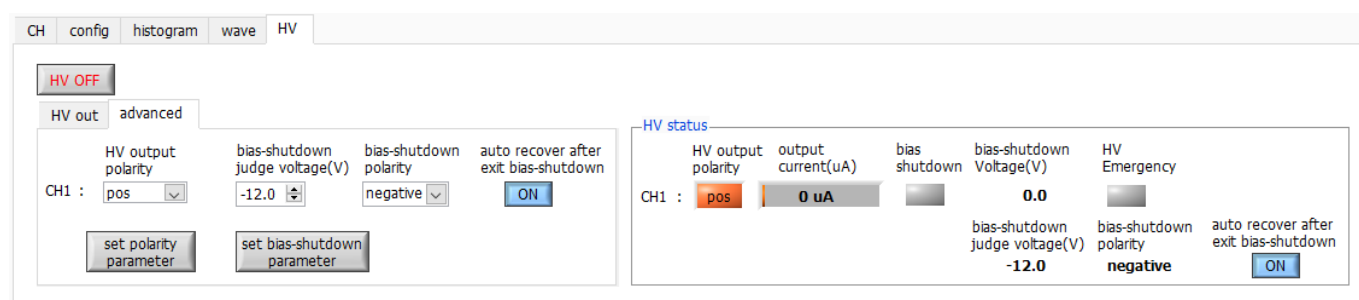 CH config histogram wave HV
HV OFF
HV out advanced
HV output polarity
bias-shutdown judge voltage(V)
bias-shutdown polarity
auto recover after exit bias-shutdown
CH1 : pos -12.0 negative ON
set polarity parameter
set bias-shutdown parameter
HV status
HV output polarity
output current(uA)
bias shutdown
bias-shutdown Voltage(V)
HV Emergency
CH1 : pos 0 uA 0.0
bias-shutdown judge voltage(V)
bias-shutdown polarity
auto recover after exit bias-shutdown
-12.0 negative ON